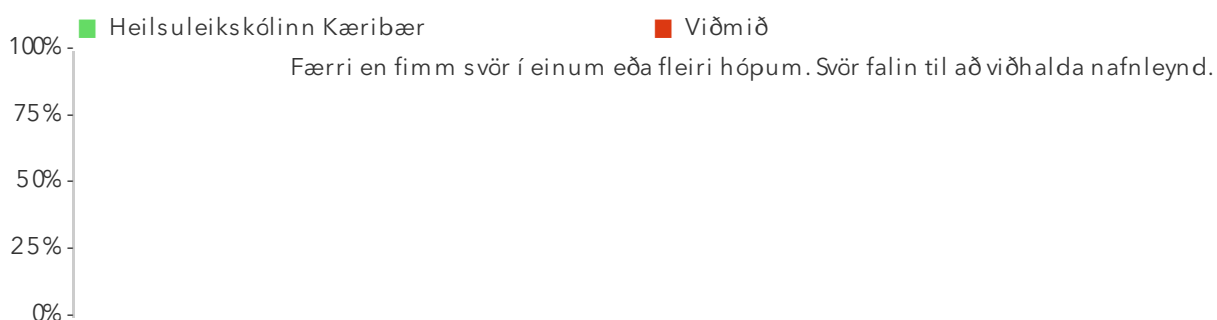 Heilsuleikskólinn Kæribær Viðmið
100%
Færri en fimm svör í einum eða fleiri hópum. Svör falin til að viðhalda nafnleynd.
75%
50%
25%
0%